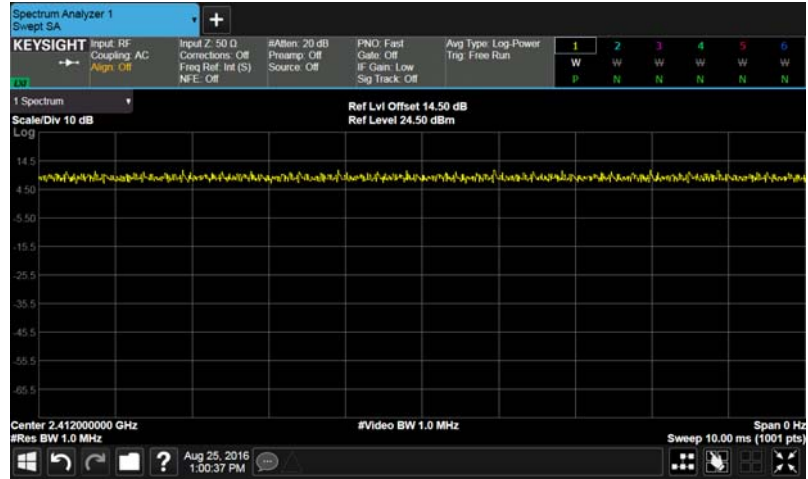 Spectrum Analyzer 1
Swept SA
KEYSIGHT Input: RF Input Z: 50 Ω #Atten: 20 dB PNO: Fast Avg Type: Log-Power 1 2 3 4 5 6
Coupling: AC Corrections: Off Preamp: Off Gate: Off Trig: Free Run W W W W W W
Align: Off Freq Ref: Int (S) Source: Off IF Gain: Low
NFE: Off Sig Track: Off P N N N N N
1 Spectrum
Ref Lvl Offset 14.50 dB
Scale/Div 10 dB Ref Level 24.50 dBm
Log
14.5
4.50
-5.50
-15.5
-25.5
-35.5
-45.5
-55.5
-65.5
Center 2.412000000 GHz #Video BW 1.0 MHz Span 0 Hz
#Res BW 1.0 MHz Sweep 10.00 ms (1001 pts)
? Aug 25, 2016
1:00:37 PM